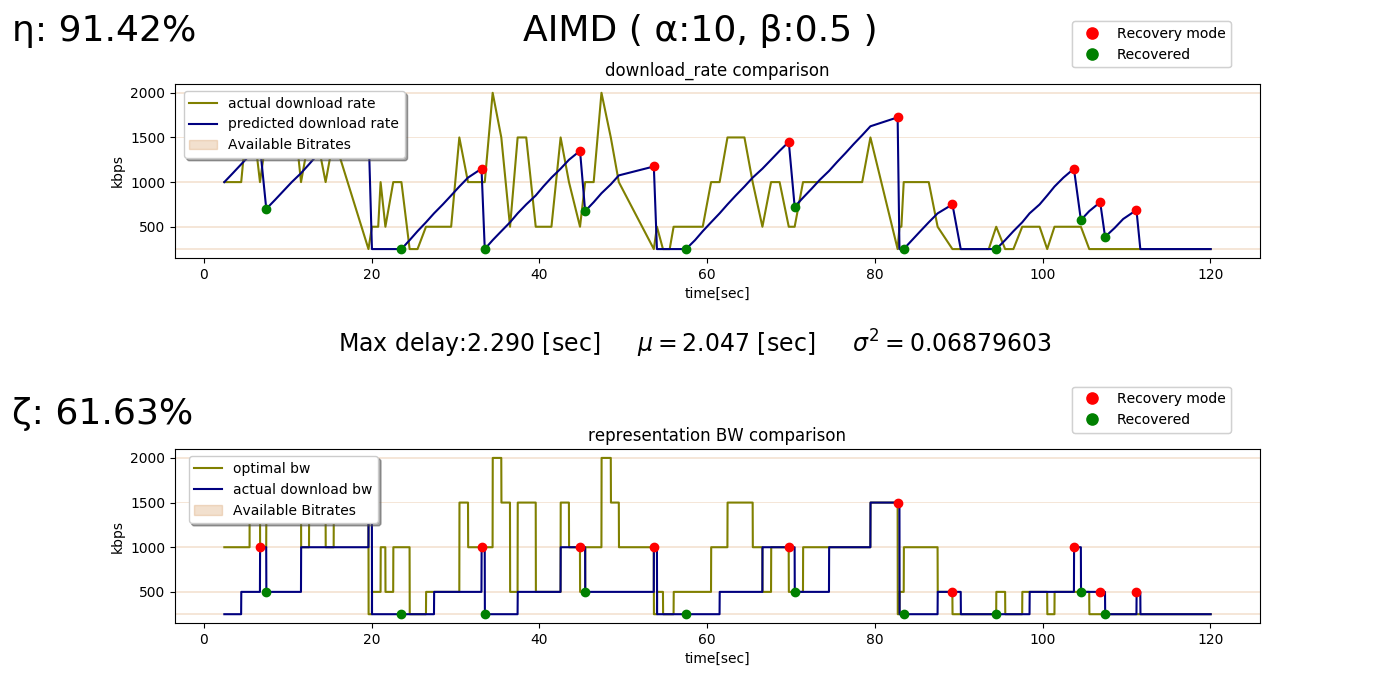 η: 91.42%
AIMD ( α:10, β:0.5 )
Recovery mode
Recovered
download_rate comparison
actual download rate
predicted download rate
Available Bitrates
2000
1500
1000
500
kbps
0 20 40 60 80 100 120
time[sec]
Max delay:2.290 [sec] μ = 2.047 [sec] σ² = 0.06879603
ζ: 61.63%
Recovery mode
Recovered
representation BW comparison
optimal bw
actual download bw
Available Bitrates
2000
1500
1000
500
kbps
0 20 40 60 80 100 120
time[sec]